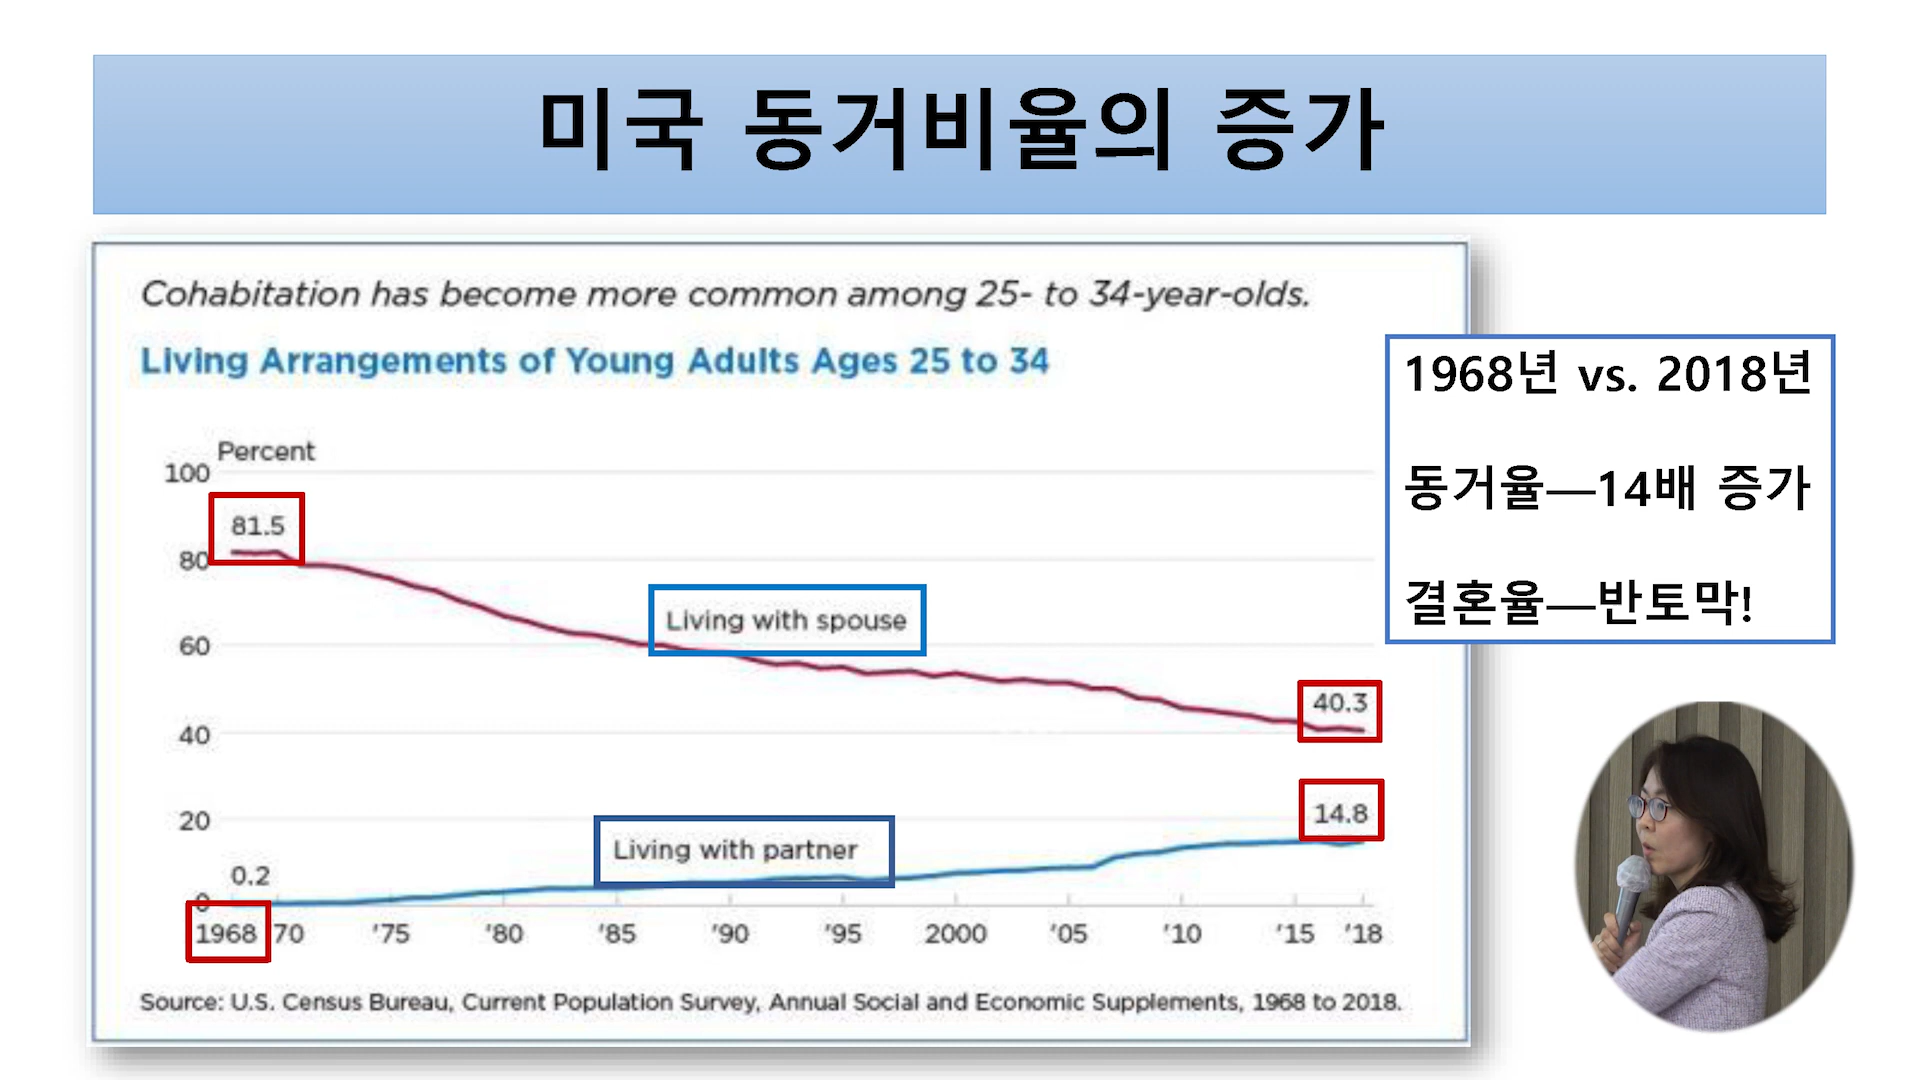 미국 동거비율의 증가
Cohabitation has become more common among 25- to 34-year-olds.
Living Arrangements of Young Adults Ages 25 to 34
Percent
100
81.5
80
Living with spouse
60
40.3
40
14.8
20
Living with partner
0.2
0
1968 '70 '75 '80 '85 '90 '95 2000 '05 '10 '15 '18
Source: U.S. Census Bureau, Current Population Survey, Annual Social and Economic Supplements, 1968 to 2018.
1968년 vs. 2018년
동거율—14배 증가
결혼율—반토막!